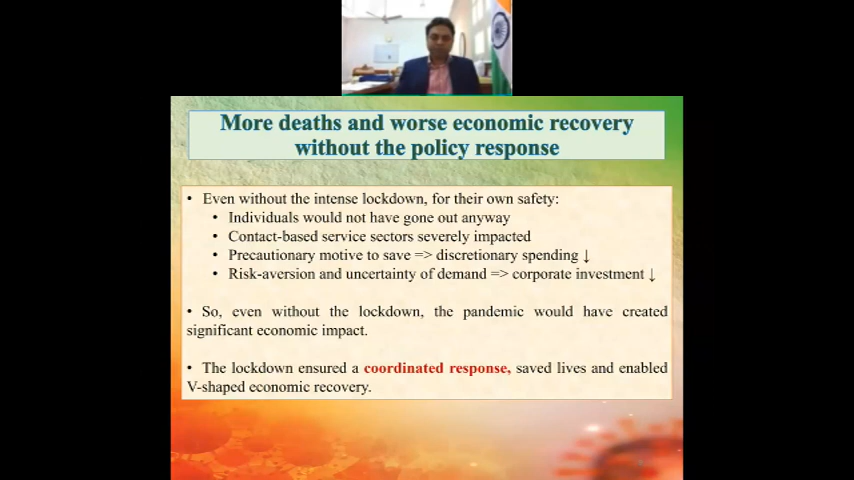 More deaths and worse economic recovery
without the policy response
• Even without the intense lockdown, for their own safety:
• Individuals would not have gone out anyway
• Contact-based service sectors severely impacted
• Precautionary motive to save => discretionary spending ↓
• Risk-aversion and uncertainty of demand => corporate investment ↓
• So, even without the lockdown, the pandemic would have created
significant economic impact.
• The lockdown ensured a coordinated response, saved lives and enabled
V-shaped economic recovery.